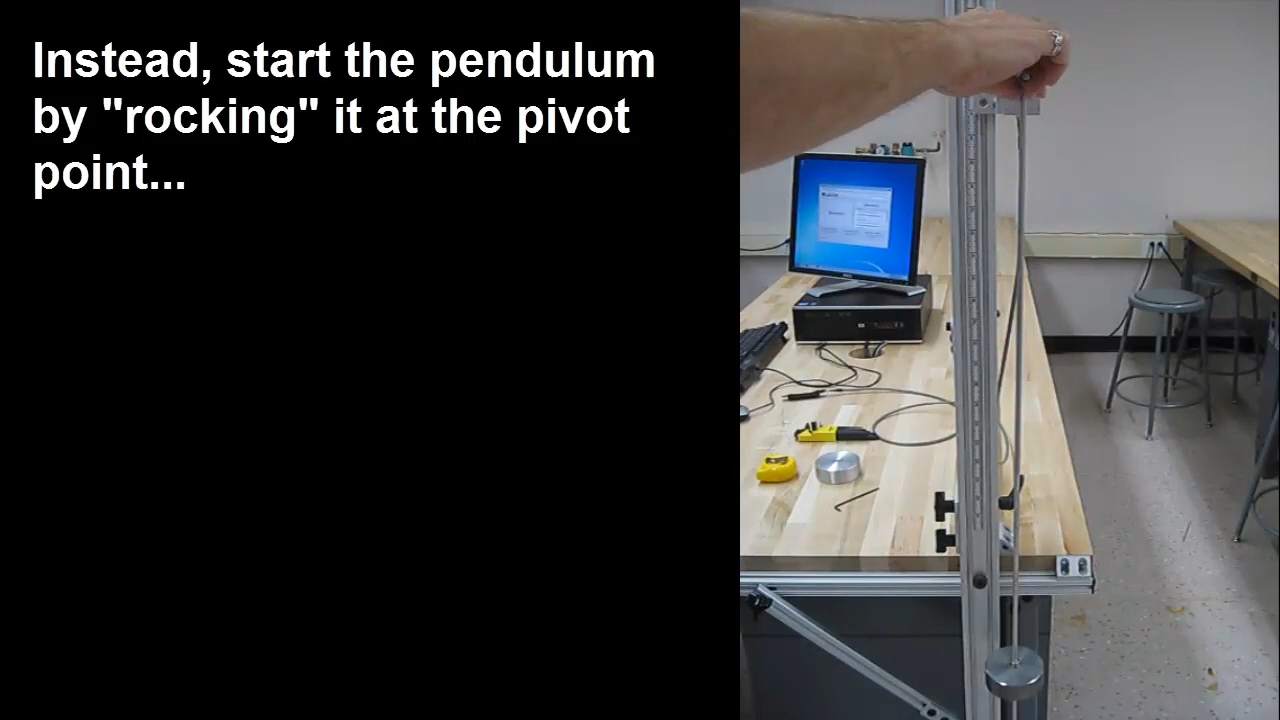 Instead, start the pendulum
by "rocking" it at the pivot
point...